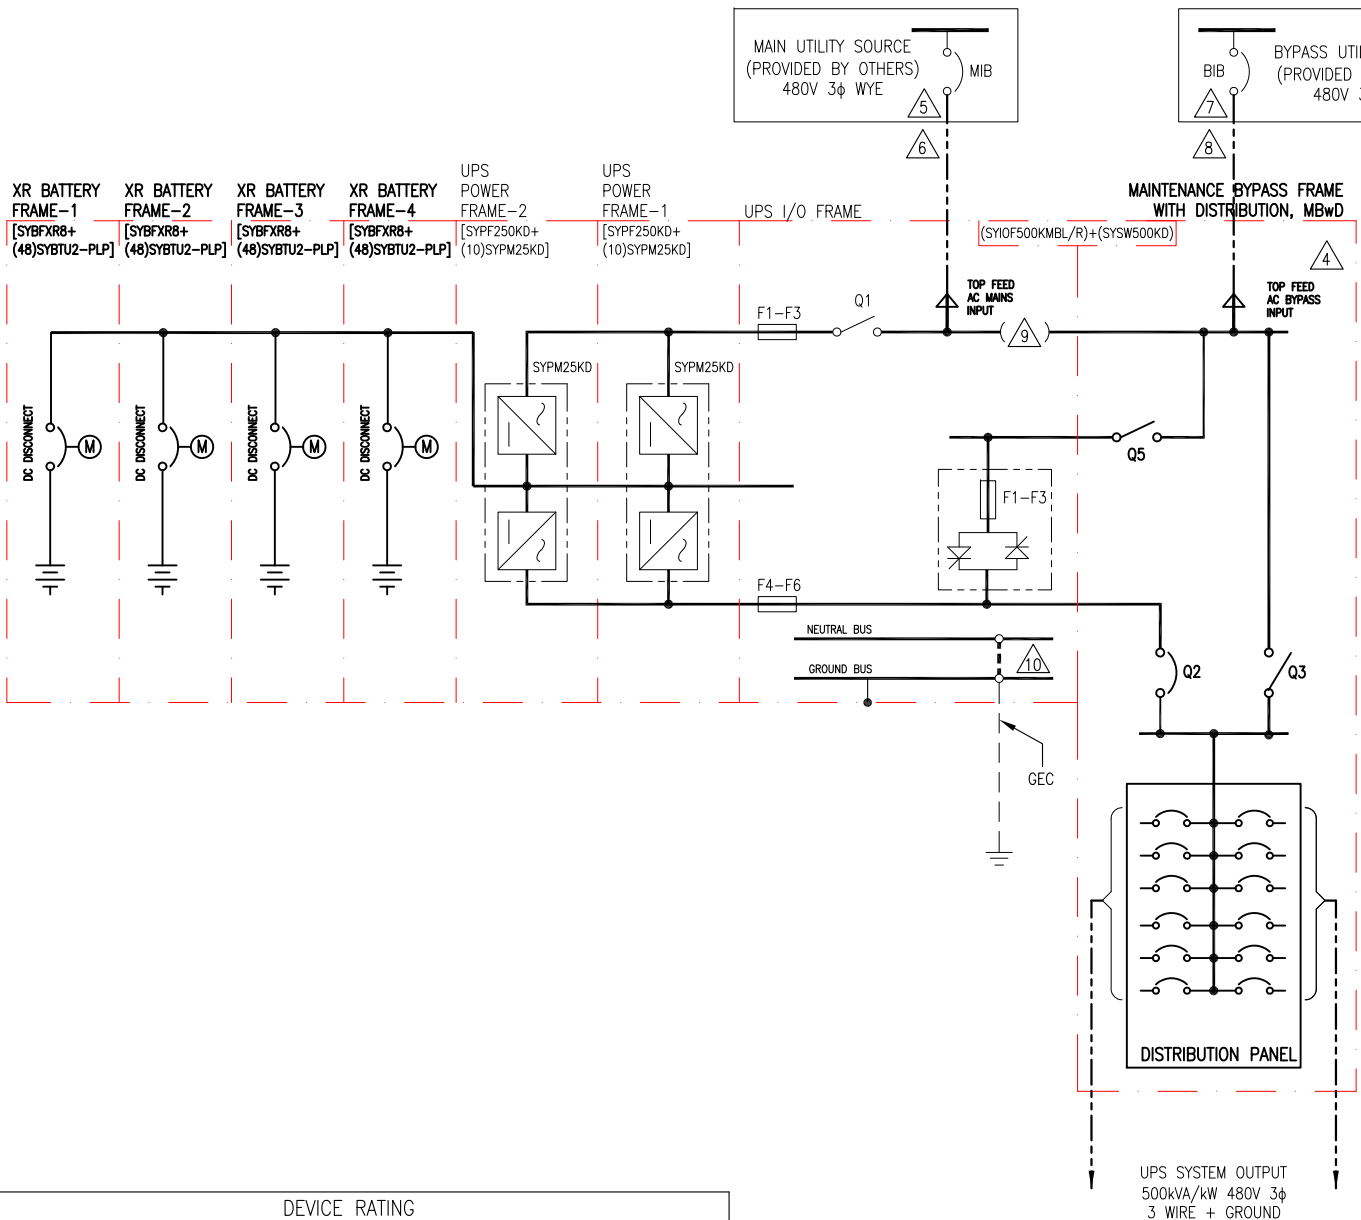 MAIN UTILITY SOURCE
(PROVIDED BY OTHERS)
480V 3ϕ WYE
MIB
5
6
BIB
7
8
BYPASS UTI
(PROVIDED
480V 3
XR BATTERY
FRAME-1
[SYBFXR8+
(48)SYBTU2-PLP]
XR BATTERY
FRAME-2
[SYBFXR8+
(48)SYBTU2-PLP]
XR BATTERY
FRAME-3
[SYBFXR8+
(48)SYBTU2-PLP]
XR BATTERY
FRAME-4
[SYBFXR8+
(48)SYBTU2-PLP]
UPS
POWER
FRAME-2
[SYPF250KD+
(10)SYPM25KD]
UPS
POWER
FRAME-1
[SYPF250KD+
(10)SYPM25KD]
UPS I/O FRAME
MAINTENANCE BYPASS FRAME
WITH DISTRIBUTION, MBwD
(SYIOF500KMBL/R)+(SYSW500KD)
4
TOP FEED
AC MAINS
INPUT
TOP FEED
AC BYPASS
INPUT
F1-F3
Q1
9
SYPM25KD
SYPM25KD
DC DISCONNECT
M
DC DISCONNECT
M
DC DISCONNECT
M
DC DISCONNECT
M
Q5
F1-F3
F4-F6
NEUTRAL BUS
GROUND BUS
10
Q2
Q3
GEC
DISTRIBUTION PANEL
UPS SYSTEM OUTPUT
500kVA/kW 480V 3ϕ
3 WIRE + GROUND
DEVICE RATING